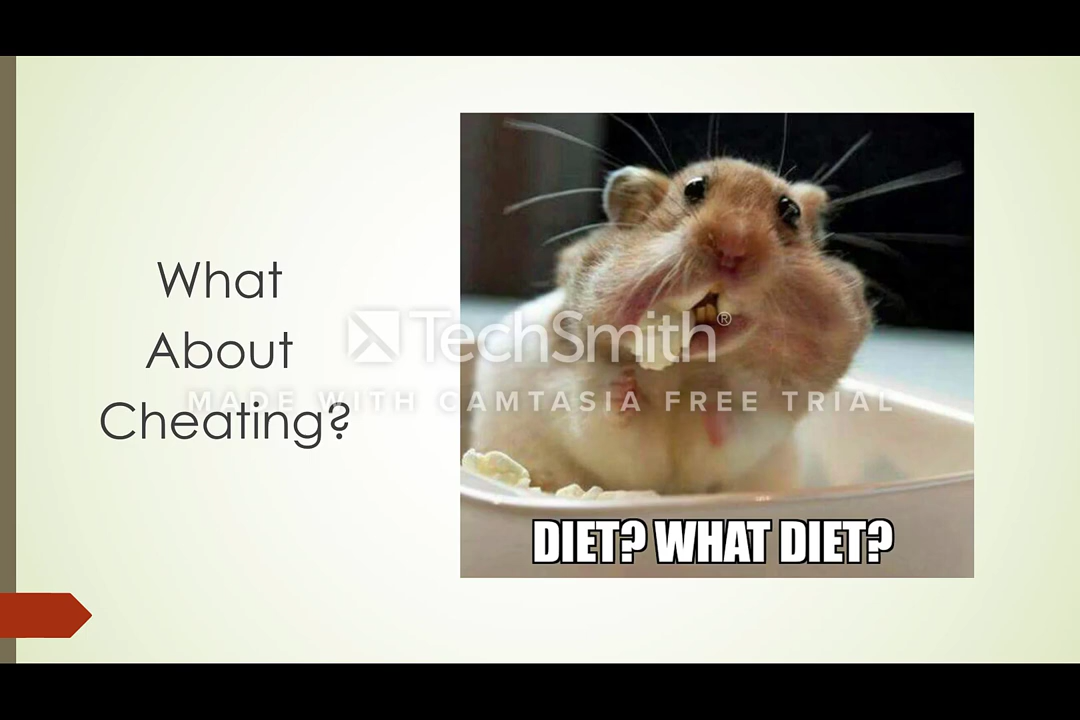 What
About
Cheating?
TechSmith®
MADE WITH CAMTASIA FREE TRIAL
DIET? WHAT DIET?